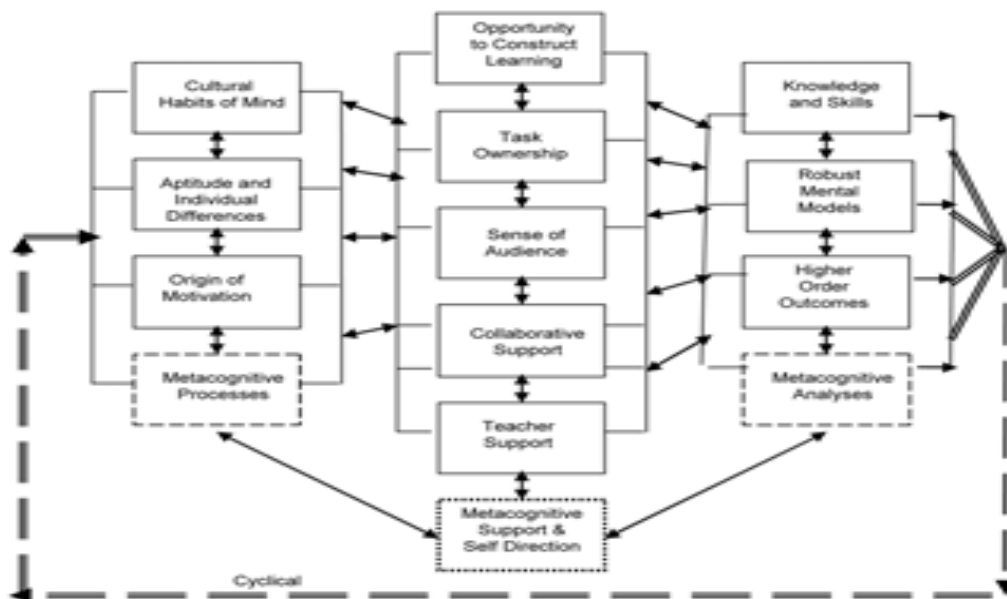 Opportunity
to Construct
Learning
Cultural
Habits of Mind
Knowledge
and Skills
Task
Ownership
Aptitude and
Individual
Differences
Robust
Mental
Models
Sense of
Audience
Origin of
Motivation
Higher
Order
Outcomes
Collaborative
Support
Metacognitive
Processes
Metacognitive
Analyses
Teacher
Support
Metacognitive
Support &
Self Direction
Cyclical